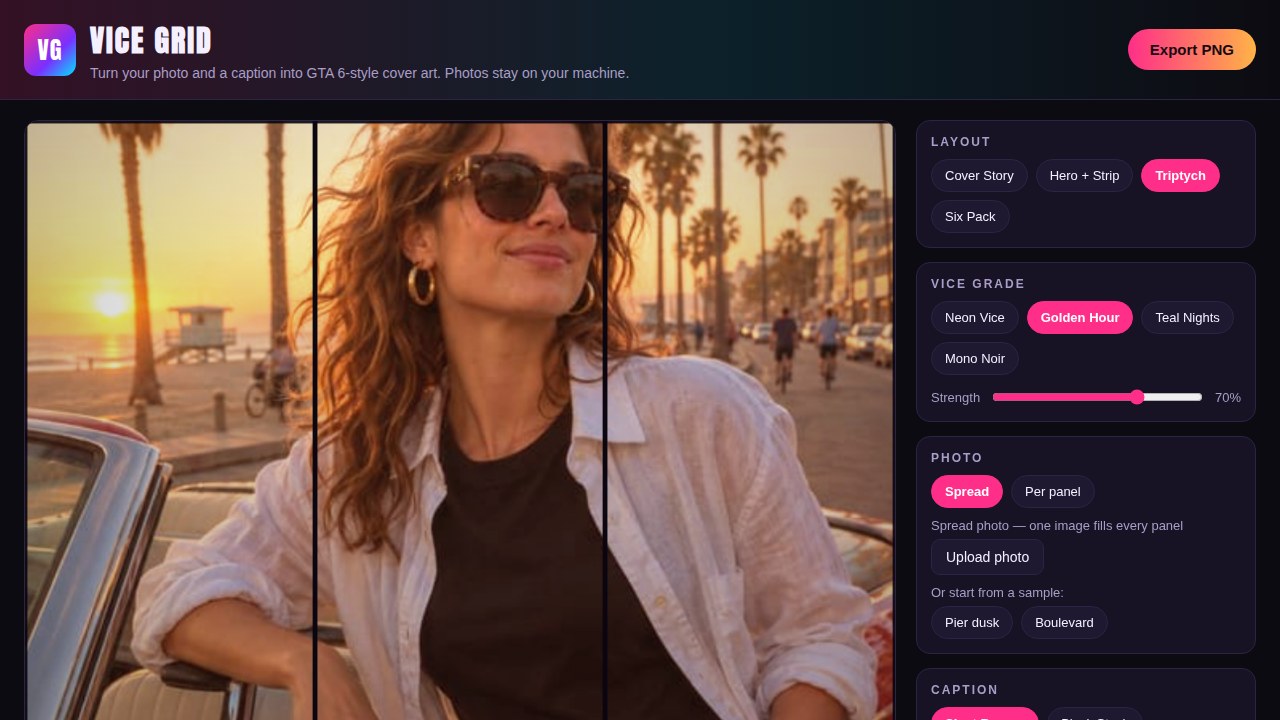 VG
VICE GRID
Turn your photo and a caption into GTA 6-style cover art. Photos stay on your machine.
Export PNG
LAYOUT
Cover Story
Hero + Strip
Triptych
Six Pack
VICE GRADE
Neon Vice
Golden Hour
Teal Nights
Mono Noir
Strength
70%
PHOTO
Spread
Per panel
Spread photo — one image fills every panel
Upload photo
Or start from a sample:
Pier dusk
Boulevard
CAPTION